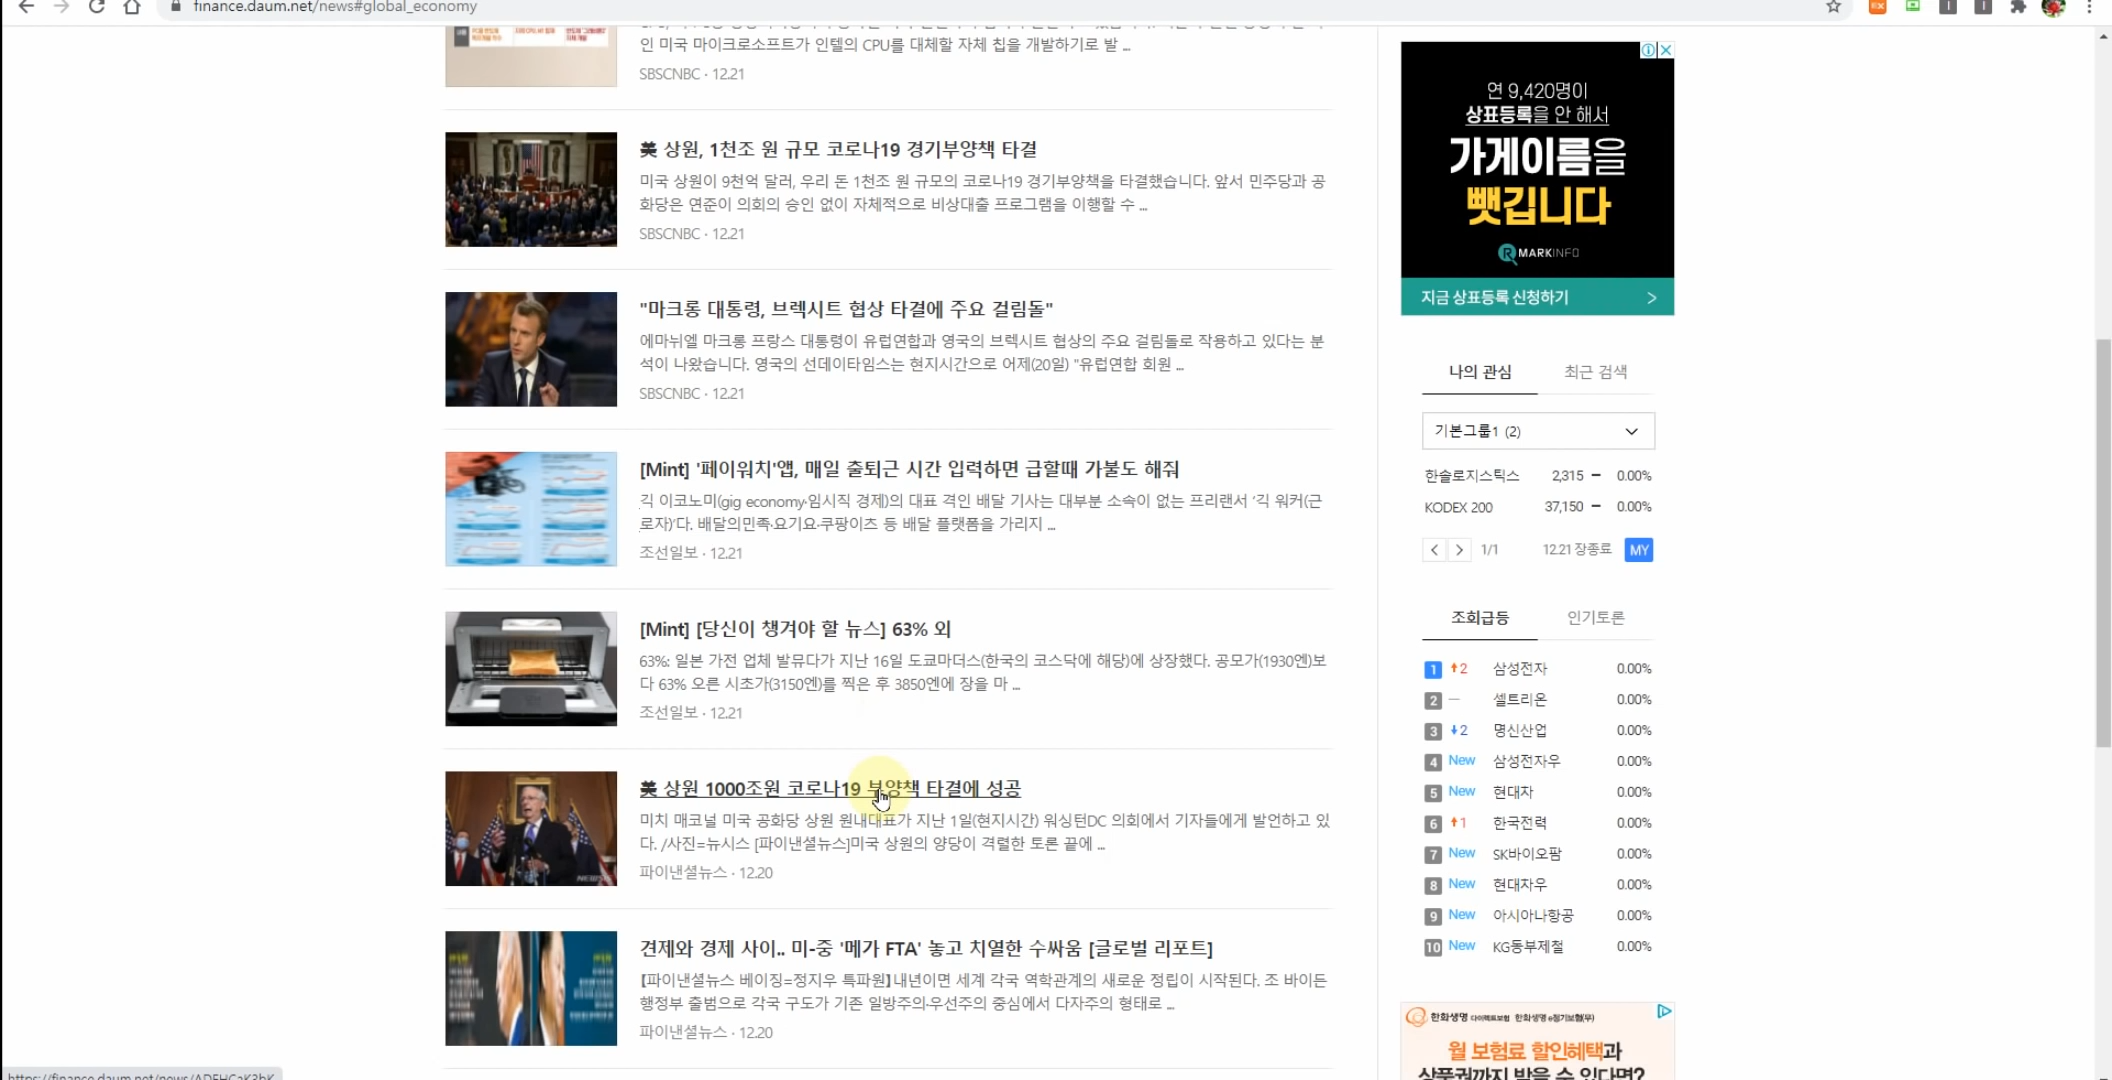 finance.daum.net/news#global_economy
인 미국 마이크로소프트가 인텔의 CPU를 대체할 자체 칩을 개발하기로 발 ...
SBSCNBC · 12.21
美 상원, 1천조 원 규모 코로나19 경기부양책 타결
미국 상원이 9천억 달러, 우리 돈 1천조 원 규모의 코로나19 경기부양책을 타결했습니다. 앞서 민주당과 공
화당은 연준이 의회의 승인 없이 자체적으로 비상대출 프로그램을 이행할 수 ...
SBSCNBC · 12.21
"마크롱 대통령, 브렉시트 협상 타결에 주요 걸림돌"
에마뉘엘 마크롱 프랑스 대통령이 유럽연합과 영국의 브렉시트 협상의 주요 걸림돌로 작용하고 있다는 분
석이 나왔습니다. 영국의 선데이타임스는 현지시간으로 어제(20일) "유럽연합 회원 ...
SBSCNBC · 12.21
[Mint] '페이워치'앱, 매일 출퇴근 시간 입력하면 급할때 가불도 해줘
긱 이코노미(gig economy·임시직 경제)의 대표 격인 배달 기사는 대부분 소속이 없는 프리랜서 ‘긱 워커(근
로자)’다. 배달의민족·요기요·쿠팡이츠 등 배달 플랫폼을 가리지 ...
조선일보 · 12.21
[Mint] [당신이 챙겨야 할 뉴스] 63% 외
63%: 일본 가전 업체 발뮤다가 지난 16일 도쿄마더스(한국의 코스닥에 해당)에 상장했다. 공모가(1930엔)보
다 63% 오른 시초가(3150엔)를 찍은 후 3850엔에 장을 마 ...
조선일보 · 12.21
美 상원 1000조원 코로나19 부양책 타결에 성공
미치 매코널 미국 공화당 상원 원내대표가 지난 1일(현지시간) 워싱턴DC 의회에서 기자들에게 발언하고 있
다. /사진=뉴시스 [파이낸셜뉴스]미국 상원의 양당이 격렬한 토론 끝에 ...
파이낸셜뉴스 · 12.20
견제와 경제 사이.. 미-중 '메가 FTA' 놓고 치열한 수싸움 [글로벌 리포트]
【파이낸셜뉴스 베이징=정지우 특파원】내년이면 세계 각국 역학관계의 새로운 정립이 시작된다. 조 바이든
행정부 출범으로 각국 구도가 기존 일방주의·우선주의 중심에서 다자주의 형태로 ...
파이낸셜뉴스 · 12.20
연 9,420명이
상표등록을 안 해서
가게이름을
뺏깁니다
MARKINFO
지금 상표등록 신청하기 >
나의 관심 최근 검색
기본그룹1 (2)
한솔로지스틱스 2,315 0.00%
KODEX 200 37,150 0.00%
< > 1/1 12.21 장종료 MY
조회급등 인기토론
1 2 삼성전자 0.00%
2 셀트리온 0.00%
3 2 명신산업 0.00%
4 New 삼성전자우 0.00%
5 New 현대차 0.00%
6 1 한국전력 0.00%
7 New SK바이오팜 0.00%
8 New 현대차우 0.00%
9 New 아시아나항공 0.00%
10 New KG동부제철 0.00%
한화생명 다이렉트보험 한화생명 e정기보험(무)
월 보험료 할인혜택과
상품권까지 받을 수 있다면?